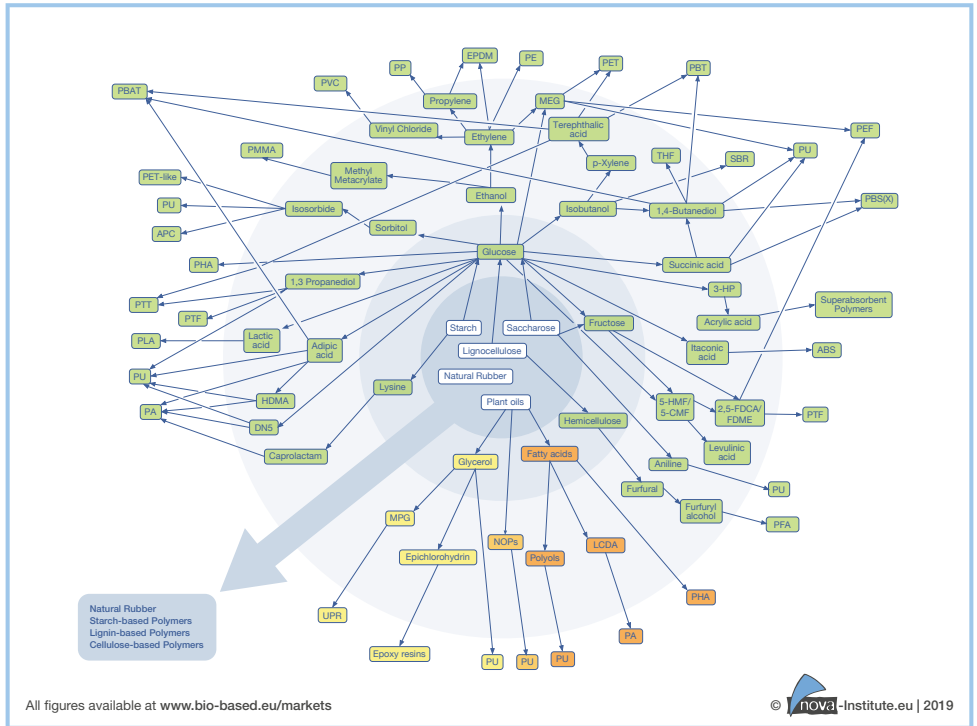 EPDM
PE
PP
PET
PBT
PVC
PBAT
Propylene
MEG
Vinyl Chloride
Ethylene
Terephthalic
acid
PEF
PMMA
p-Xylene
THF
SBR
PU
PET-like
Methyl
Metacrylate
Ethanol
PU
Isosorbide
Isobutanol
1,4-Butanediol
PBS(X)
APC
Sorbitol
Glucose
PHA
Succinic acid
1,3 Propanediol
3-HP
PTT
Superabsorbent
Polymers
PTF
Starch
Saccharose
Fructose
Acrylic acid
PLA
Lactic
acid
Adipic
acid
Lignocellulose
Itaconic
acid
ABS
PU
Natural Rubber
Lysine
HDMA
Plant oils
5-HMF/
5-CMF
2,5-FDCA/
FDME
PA
PTF
DN5
Hemicellulose
Caprolactam
Glycerol
Fatty acids
Aniline
Levulinic
acid
Furfural
PU
MPG
Furfuryl
alcohol
PFA
NOPs
LCDA
Epichlorohydrin
Polyols
PHA
UPR
PA
Epoxy resins
PU
PU
PU
Natural Rubber
Starch-based Polymers
Lignin-based Polymers
Cellulose-based Polymers
All figures available at www.bio-based.eu/markets
© nova-Institute.eu | 2019